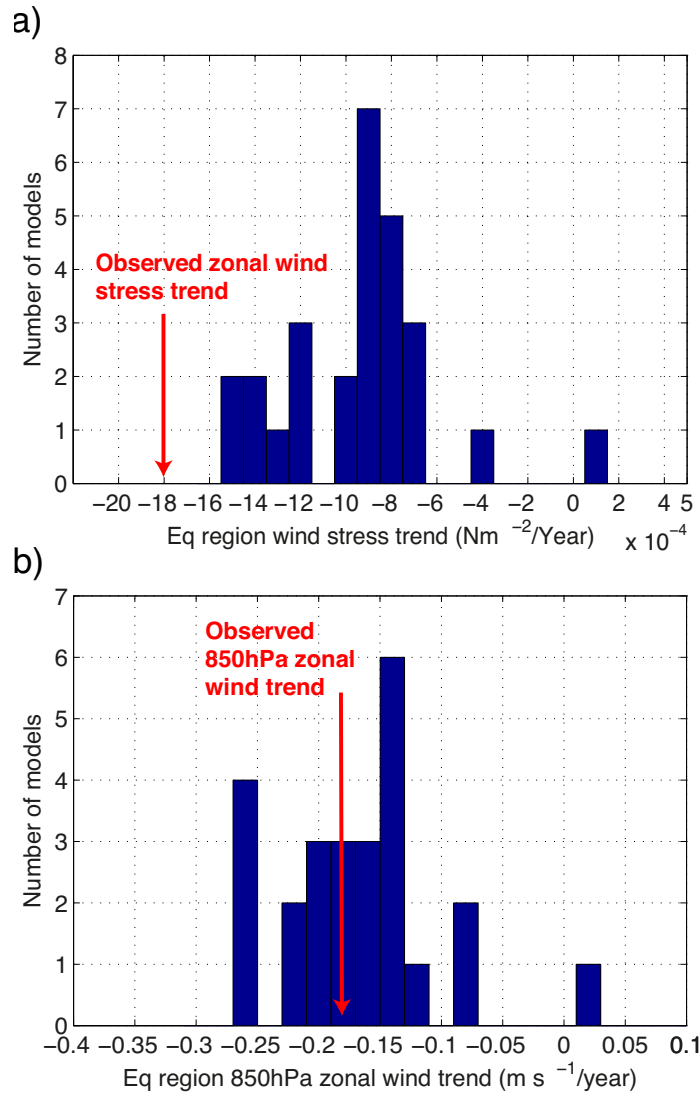 a)
8
7
6
5
4
3
2
1
0
Number of models
Observed zonal wind
stress trend
−20 −18 −16 −14 −12 −10 −8 −6 −4 −2 0 2 4 5
Eq region wind stress trend (Nm −2/Year) x 10−4
b)
7
6
5
4
3
2
1
0
Number of models
Observed
850hPa zonal
wind trend
−0.4 −0.35 −0.3 −0.25 −0.2 −0.15 −0.1 −0.05 0 0.05 0.1
Eq region 850hPa zonal wind trend (m s −1/year)